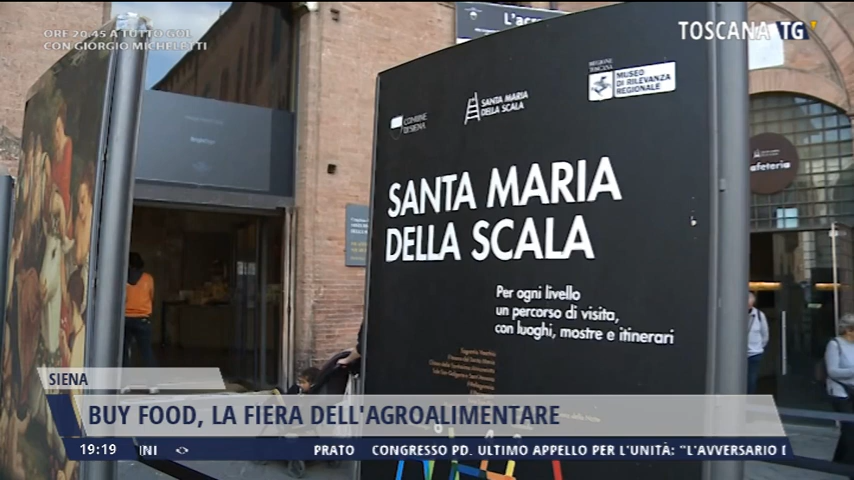 ORE 20.45 A TUTTO GOL
CON GIORGIO MICHELETTI
TOSCANA TG
COMUNE
DI SIENA
SANTA MARIA
DELLA SCALA
REGIONE
TOSCANA
MUSEO
DI RILEVANZA
REGIONALE
SANTA MARIA
DELLA SCALA
Per ogni livello
un percorso di visita,
con luoghi, mostre e itinerari
SIENA
BUY FOOD, LA FIERA DELL'AGROALIMENTARE
19:19 INI PRATO CONGRESSO PD. ULTIMO APPELLO PER L'UNITÀ: "L'AVVERSARIO